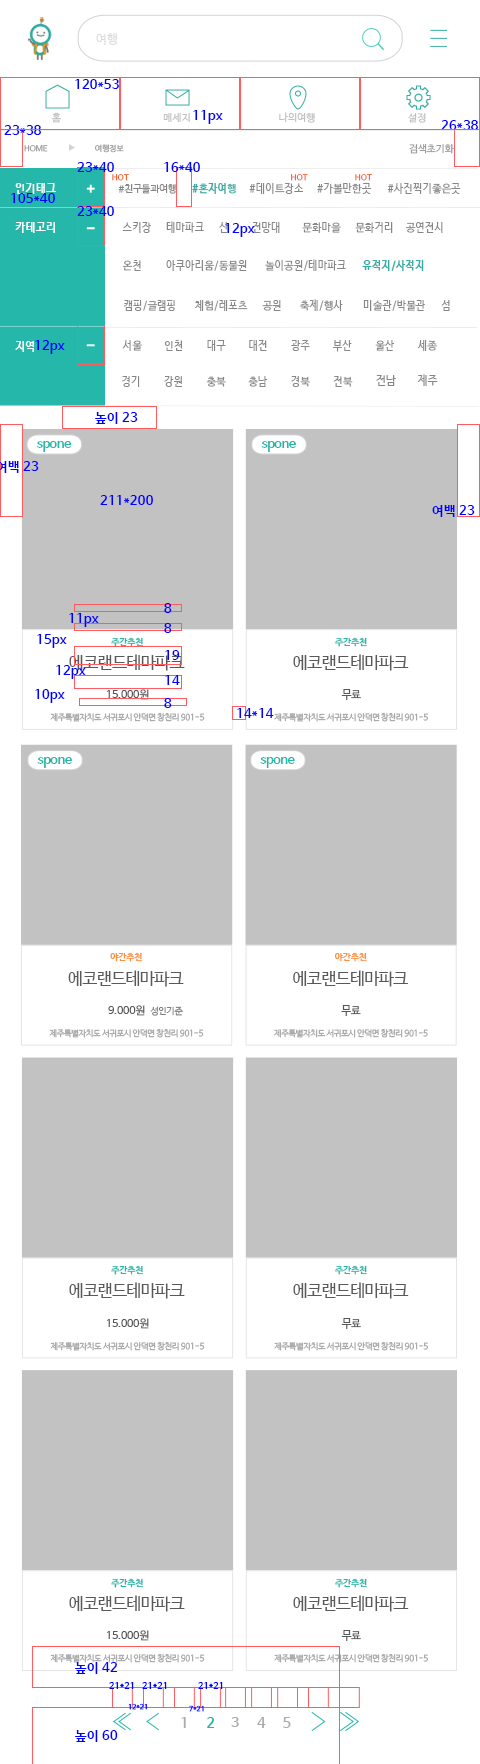 여행
120*53
홈
메세지
11px
나의여행
설정
23*38
26*38
HOME
여행정보
검색초기화
23*40
16*40
HOT
HOT
HOT
인기태그
+
#친구들과여행
#혼자여행
#데이트장소
#가볼만한곳
#사진찍기좋은곳
105*40
23*40
카테고리
−
스키장
테마파크
12px
전망대
문화마을
문화거리
공연전시
온천
아쿠아리움/동물원
놀이공원/테마파크
유적지/사적지
캠핑/글램핑
체험/레포츠
공원
축제/행사
미술관/박물관
섬
지역
12px
−
서울
인천
대구
대전
광주
부산
울산
세종
경기
강원
충북
충남
경북
전북
전남
제주
높이 23
spone
spone
여백 23
211*200
여백 23
8
11px
8
15px
주간추천
주간추천
19
에코랜드테마파크
에코랜드테마파크
12px
14
10px
15.000원
무료
8
14*14
제주특별자치도 서귀포시 안덕면 창천리 901-5
제주특별자치도 서귀포시 안덕면 창천리 901-5
spone
spone
야간추천
야간추천
에코랜드테마파크
에코랜드테마파크
9.000원 성인기준
무료
제주특별자치도 서귀포시 안덕면 창천리 901-5
제주특별자치도 서귀포시 안덕면 창천리 901-5
주간추천
주간추천
에코랜드테마파크
에코랜드테마파크
15.000원
무료
제주특별자치도 서귀포시 안덕면 창천리 901-5
제주특별자치도 서귀포시 안덕면 창천리 901-5
주간추천
주간추천
에코랜드테마파크
에코랜드테마파크
15.000원
무료
제주특별자치도 서귀포시 안덕면 창천리 901-5
제주특별자치도 서귀포시 안덕면 창천리 901-5
높이 42
21*21
21*21
21*21
12*21
7*21
1 2 3 4 5
높이 60